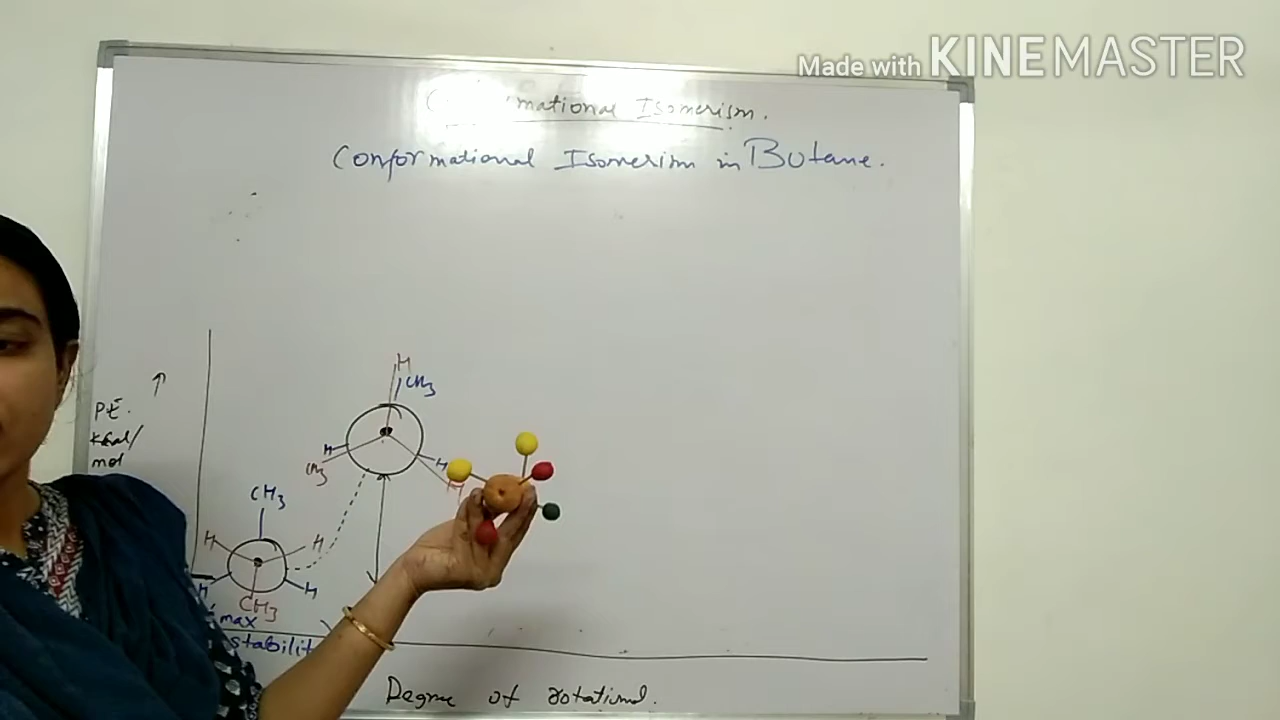 Made with KINEMASTER
mational Isomerism.
Conformational Isomerism in Butane.
H
CH3
H
CH3
H
H
PE.
Kcal/
mol
CH3
H
H
H
H
CH3
max
stabilit
Degree of rotational.